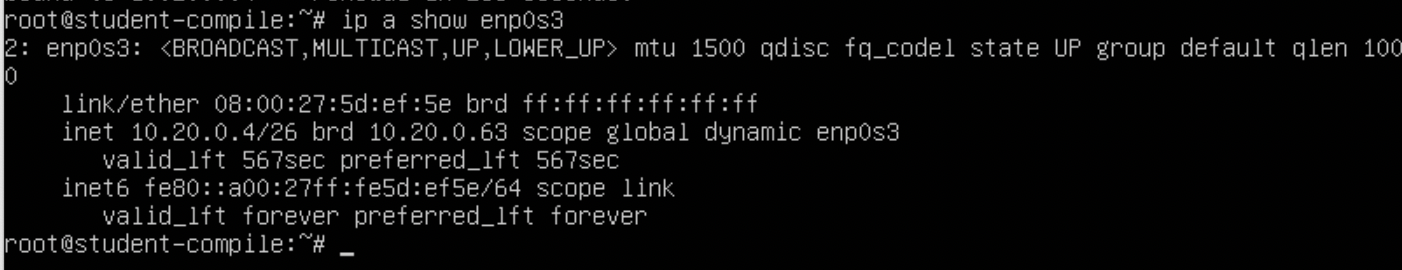 root@student-compile:~# ip a show enp0s3
2: enp0s3: <BROADCAST,MULTICAST,UP,LOWER_UP> mtu 1500 qdisc fq_codel state UP group default qlen 100
0
    link/ether 08:00:27:5d:ef:5e brd ff:ff:ff:ff:ff:ff
    inet 10.20.0.4/26 brd 10.20.0.63 scope global dynamic enp0s3
       valid_lft 567sec preferred_lft 567sec
    inet6 fe80::a00:27ff:fe5d:ef5e/64 scope link
       valid_lft forever preferred_lft forever
root@student-compile:~# _